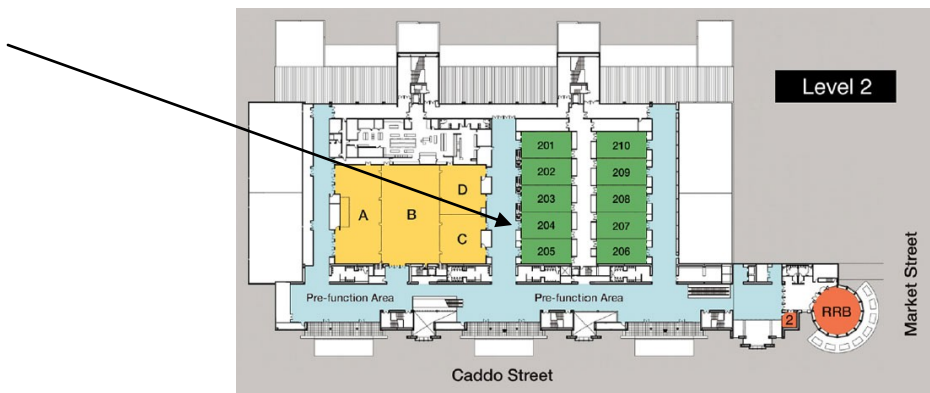 Level 2
201 210
202 209
D
203 208
A B
204 207
C
205 206
Pre-function Area Pre-function Area
RRB
2
Market Street
Caddo Street